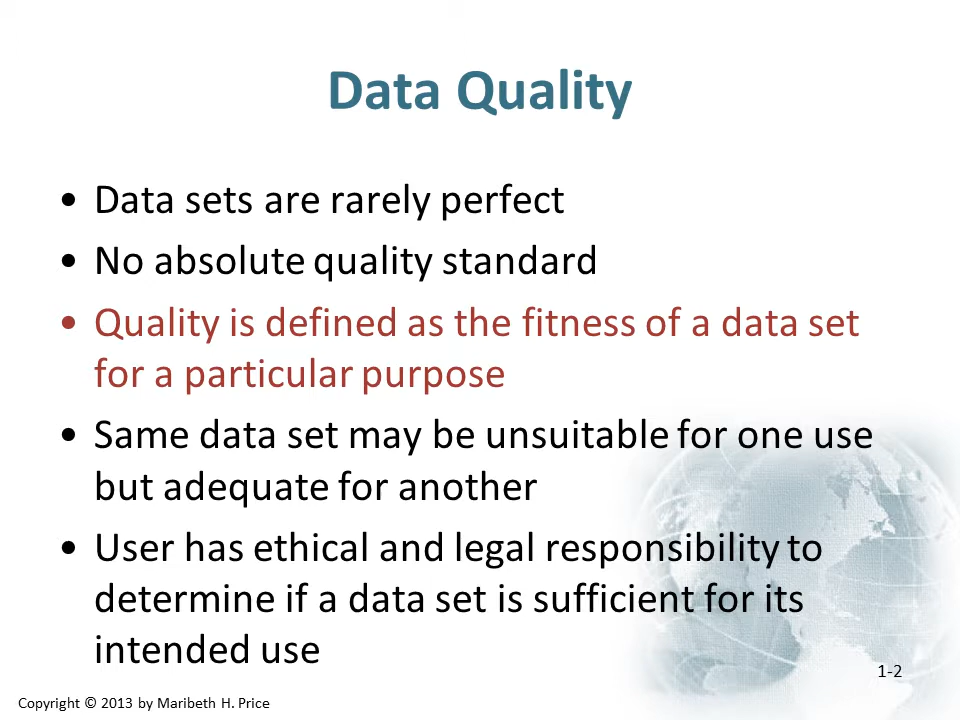 Data Quality
• Data sets are rarely perfect
• No absolute quality standard
• Quality is defined as the fitness of a data set
for a particular purpose
• Same data set may be unsuitable for one use
but adequate for another
• User has ethical and legal responsibility to
determine if a data set is sufficient for its
intended use
1-2
Copyright © 2013 by Maribeth H. Price